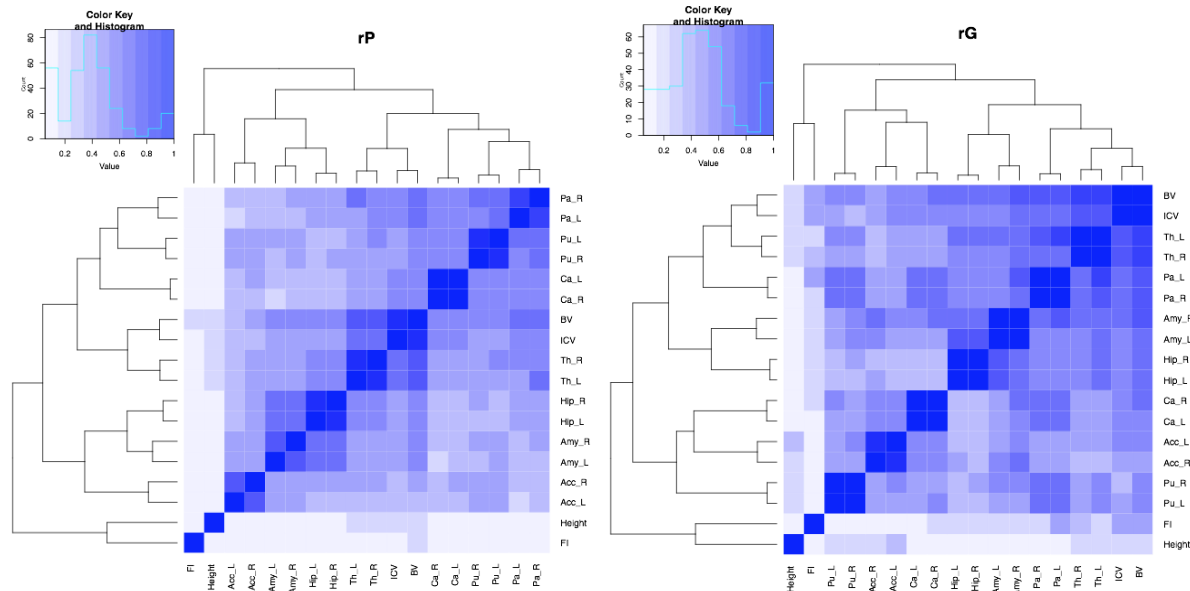 Color Key
and Histogram
Count
0 20 40 60 80
0.2 0.4 0.6 0.8 1
Value
rP
Pa_R
Pa_L
Pu_L
Pu_R
Ca_L
Ca_R
BV
ICV
Th_R
Th_L
Hip_R
Hip_L
Amy_R
Amy_L
Acc_R
Acc_L
Height
FI
FI Height Acc_L Acc_R Amy_L Amy_R Hip_L Hip_R Th_L Th_R ICV BV Ca_R Ca_L Pu_R Pu_L Pa_L Pa_R
Color Key
and Histogram
Count
0 10 20 30 40 50 60
0.2 0.4 0.6 0.8 1
Value
rG
BV
ICV
Th_L
Th_R
Pa_L
Pa_R
Amy_R
Amy_L
Hip_R
Hip_L
Ca_R
Ca_L
Acc_L
Acc_R
Pu_R
Pu_L
FI
Height
Height FI Pu_L Pu_R Acc_R Acc_L Ca_L Ca_R Hip_L Hip_R Amy_L Amy_R Pa_R Pa_L Th_R Th_L ICV BV